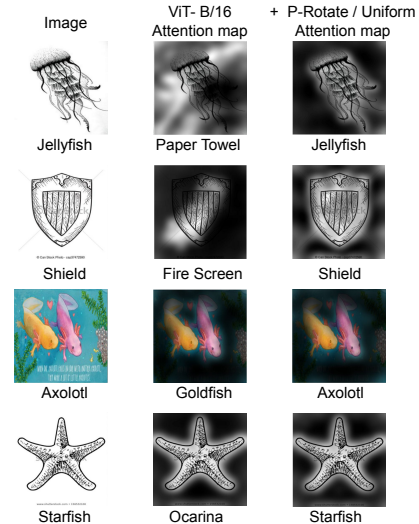 Image
ViT- B/16
Attention map
+ P-Rotate / Uniform
Attention map
Jellyfish
Paper Towel
Jellyfish
Shield
Fire Screen
Shield
Axolotl
Goldfish
Axolotl
Starfish
Ocarina
Starfish